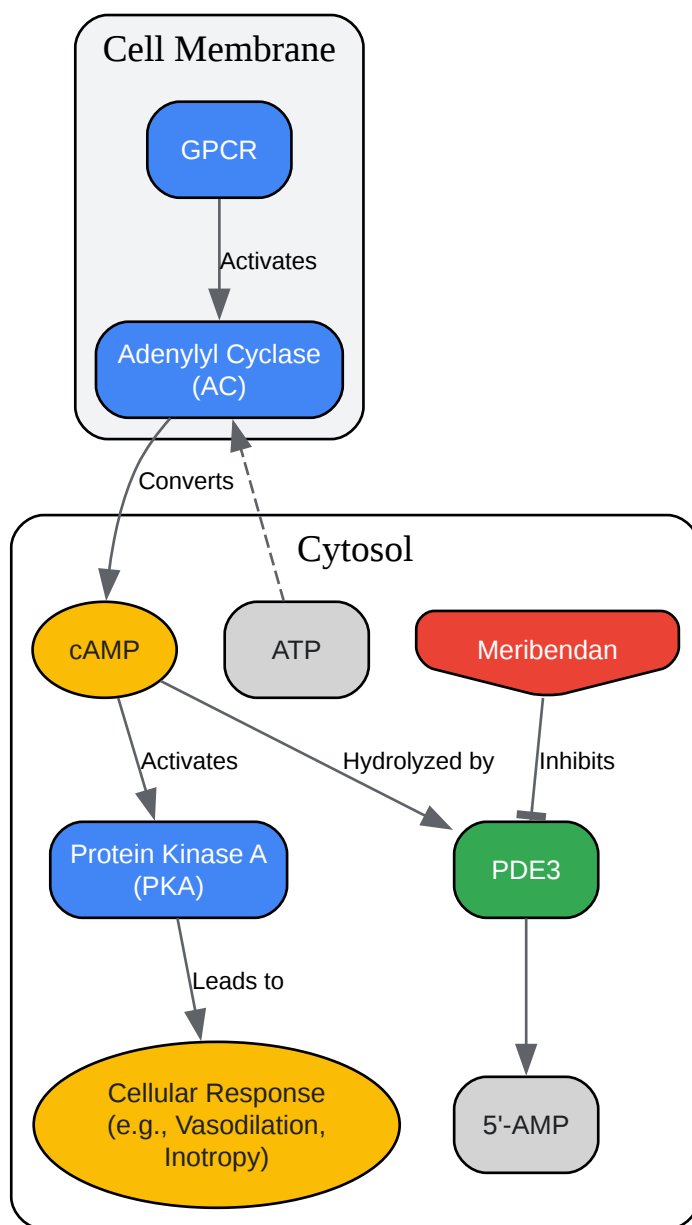 Cell Membrane
GPCR
Activates
Adenylyl Cyclase
(AC)
Converts
Cytosol
cAMP
ATP
Meribendan
Activates
Hydrolyzed by
Inhibits
Protein Kinase A
(PKA)
PDE3
Leads to
Cellular Response
(e.g., Vasodilation,
Inotropy)
5'-AMP